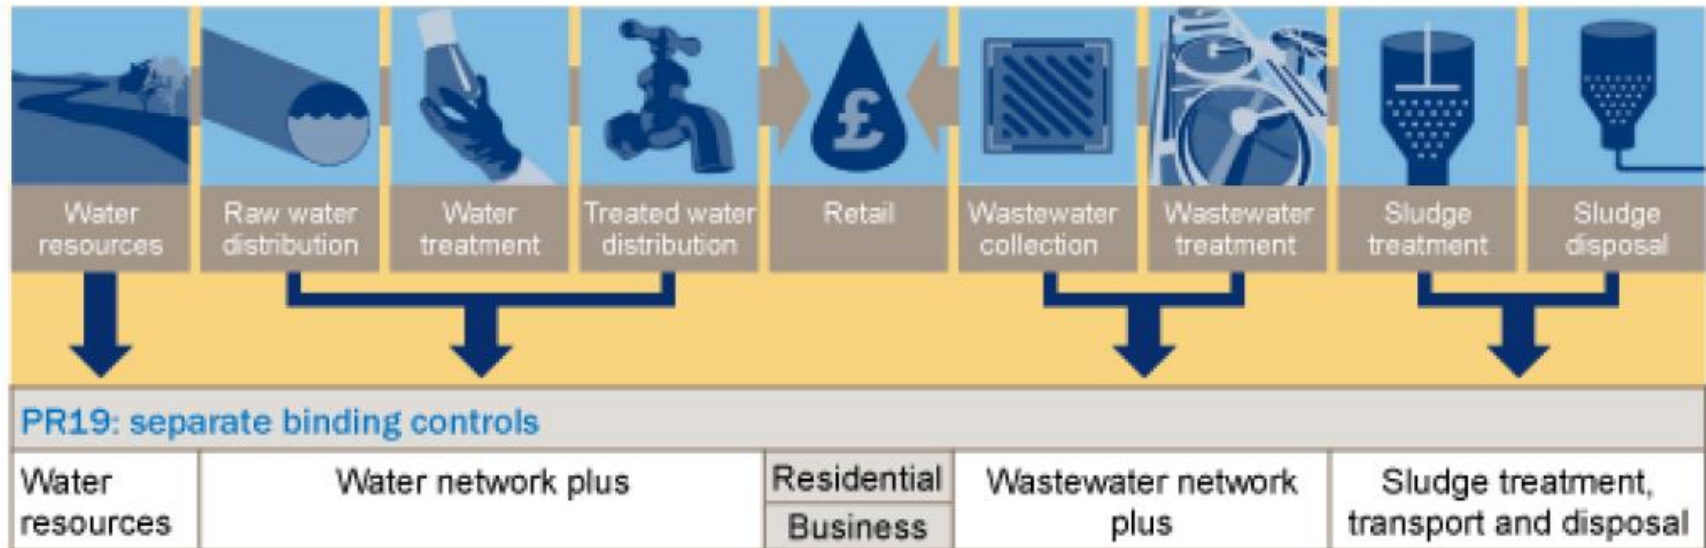 £
Water
resources
Raw water
distribution
Water
treatment
Treated water
distribution
Retail
Wastewater
collection
Wastewater
treatment
Sludge
treatment
Sludge
disposal
PR19: separate binding controls
Water
resources
Water network plus
Residential
Business
Wastewater network
plus
Sludge treatment,
transport and disposal